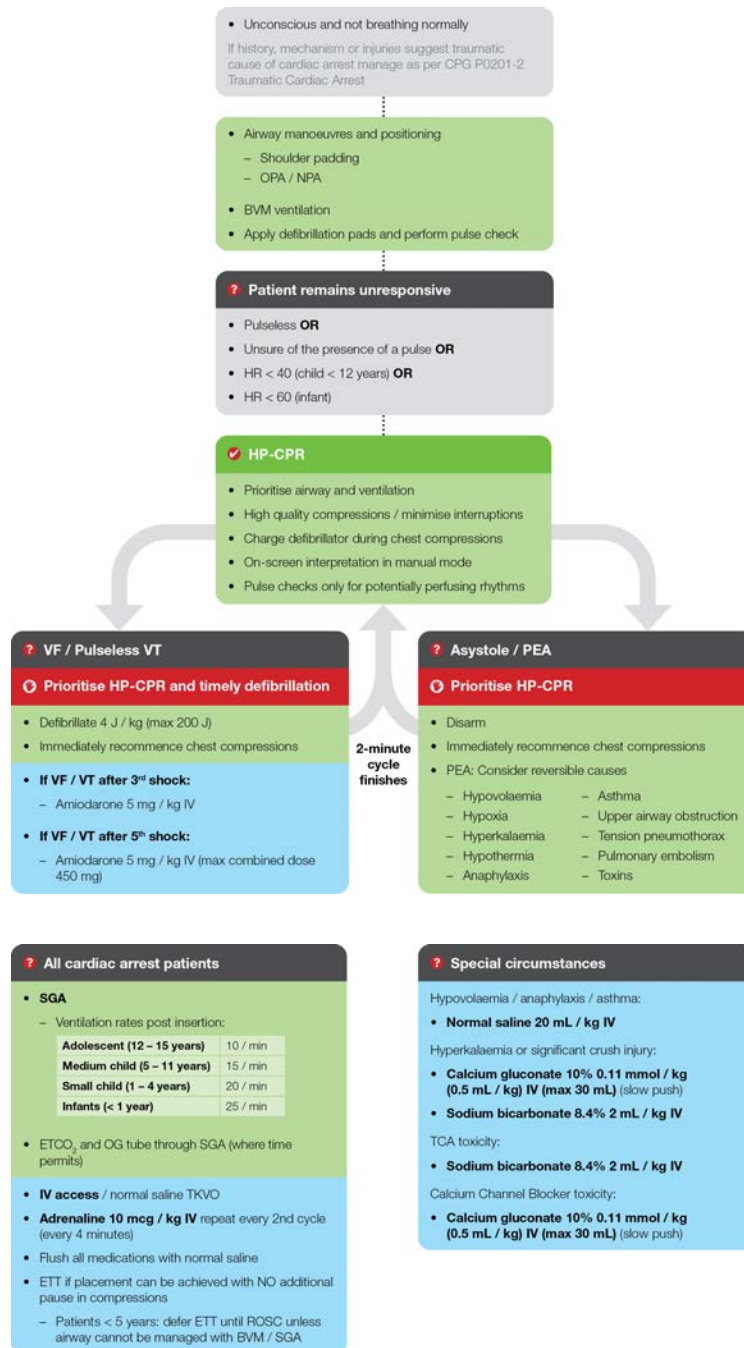 • Unconscious and not breathing normally
If history, mechanism or injuries suggest traumatic
cause of cardiac arrest manage as per CPG P0201-2
Traumatic Cardiac Arrest
• Airway manoeuvres and positioning
– Shoulder padding
– OPA / NPA
• BVM ventilation
• Apply defibrillation pads and perform pulse check
? Patient remains unresponsive
• Pulseless OR
• Unsure of the presence of a pulse OR
• HR < 40 (child < 12 years) OR
• HR < 60 (infant)
HP-CPR
• Prioritise airway and ventilation
• High quality compressions / minimise interruptions
• Charge defibrillator during chest compressions
• On-screen interpretation in manual mode
• Pulse checks only for potentially perfusing rhythms
? VF / Pulseless VT
Prioritise HP-CPR and timely defibrillation
• Defibrillate 4 J / kg (max 200 J)
• Immediately recommence chest compressions
• If VF / VT after 3rd shock:
– Amiodarone 5 mg / kg IV
• If VF / VT after 5th shock:
– Amiodarone 5 mg / kg IV (max combined dose
450 mg)
2-minute
cycle
finishes
? Asystole / PEA
Prioritise HP-CPR
• Disarm
• Immediately recommence chest compressions
• PEA: Consider reversible causes
– Hypovolaemia
– Hypoxia
– Hyperkalaemia
– Hypothermia
– Anaphylaxis
– Asthma
– Upper airway obstruction
– Tension pneumothorax
– Pulmonary embolism
– Toxins
? All cardiac arrest patients
• SGA
– Ventilation rates post insertion:
Adolescent (12 – 15 years) 10 / min
Medium child (5 – 11 years) 15 / min
Small child (1 – 4 years) 20 / min
Infants (< 1 year) 25 / min
• ETCO2 and OG tube through SGA (where time
permits)
• IV access / normal saline TKVO
• Adrenaline 10 mcg / kg IV repeat every 2nd cycle
(every 4 minutes)
• Flush all medications with normal saline
• ETT if placement can be achieved with NO additional
pause in compressions
– Patients < 5 years: defer ETT until ROSC unless
airway cannot be managed with BVM / SGA
? Special circumstances
Hypovolaemia / anaphylaxis / asthma:
• Normal saline 20 mL / kg IV
Hyperkalaemia or significant crush injury:
• Calcium gluconate 10% 0.11 mmol / kg
(0.5 mL / kg) IV (max 30 mL) (slow push)
• Sodium bicarbonate 8.4% 2 mL / kg IV
TCA toxicity:
• Sodium bicarbonate 8.4% 2 mL / kg IV
Calcium Channel Blocker toxicity:
• Calcium gluconate 10% 0.11 mmol / kg
(0.5 mL / kg) IV (max 30 mL) (slow push)